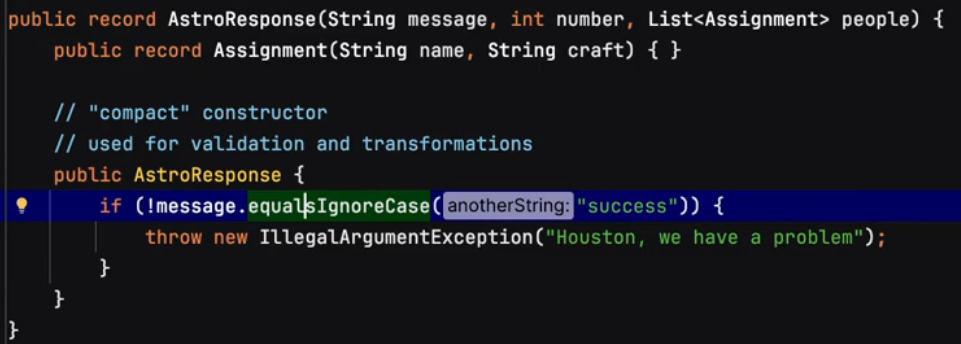 public record AstroResponse(String message, int number, List<Assignment> people) {
public record Assignment(String name, String craft) { }
// "compact" constructor
// used for validation and transformations
public AstroResponse {
if (!message.equalsIgnoreCase( anotherString: "success")) {
throw new IllegalArgumentException("Houston, we have a problem");
}
}
}